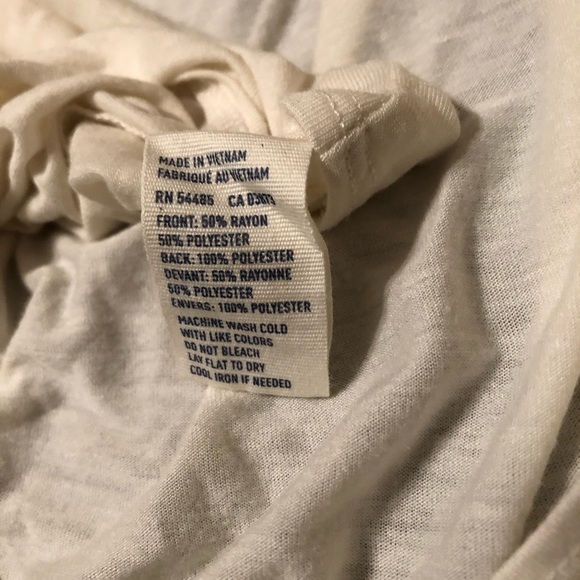 MADE IN VIETNAM
FABRIQUÉ AU VIETNAM
RN 54485 CA
FRONT: 50% RAYON
50% POLYESTER
BACK: 100% POLYESTER
DEVANT: 50% RAYONNE
50% POLYESTER
ENVERS: 100% POLYESTER
MACHINE WASH COLD
WITH LIKE COLORS
DO NOT BLEACH
LAY FLAT TO DRY
COOL IRON IF NEEDED